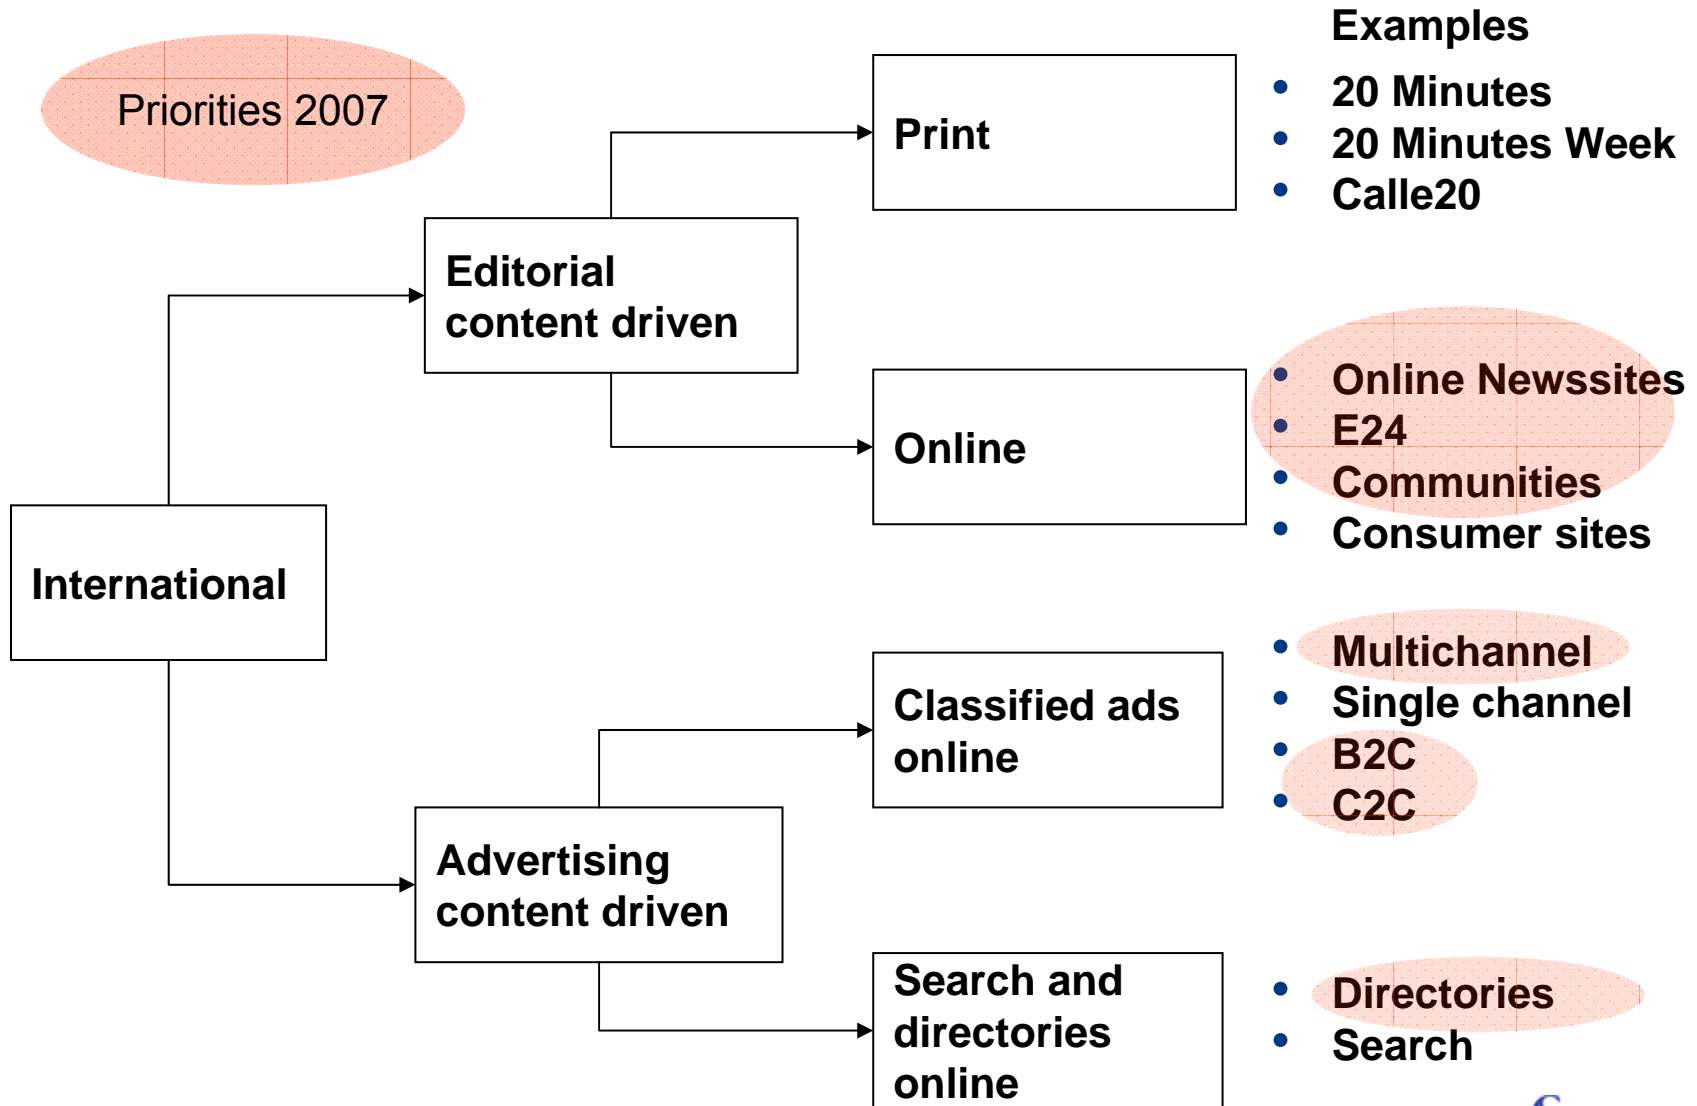 Examples
Priorities 2007
Print
• 20 Minutes
• 20 Minutes Week
• Calle20
Editorial
content driven
Online
• Online Newssites
• E24
• Communities
• Consumer sites
International
Classified ads
online
• Multichannel
• Single channel
• B2C
• C2C
Advertising
content driven
Search and
directories
online
• Directories
• Search